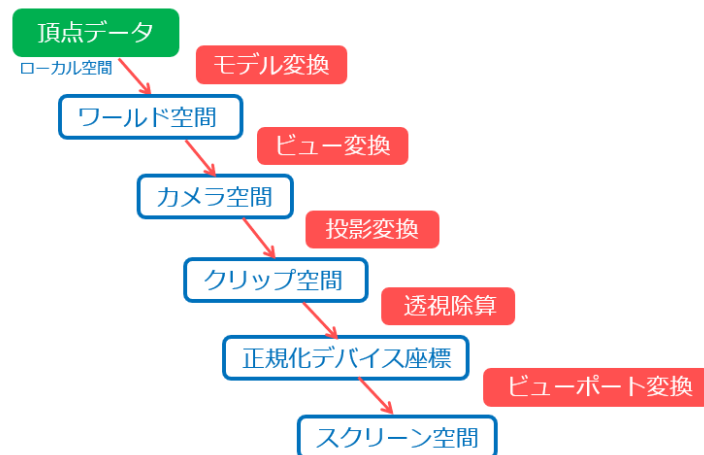 頂点データ
ローカル空間
モデル変換
ワールド空間
ビュー変換
カメラ空間
投影変換
クリップ空間
透視除算
正規化デバイス座標
ビューポート変換
スクリーン空間